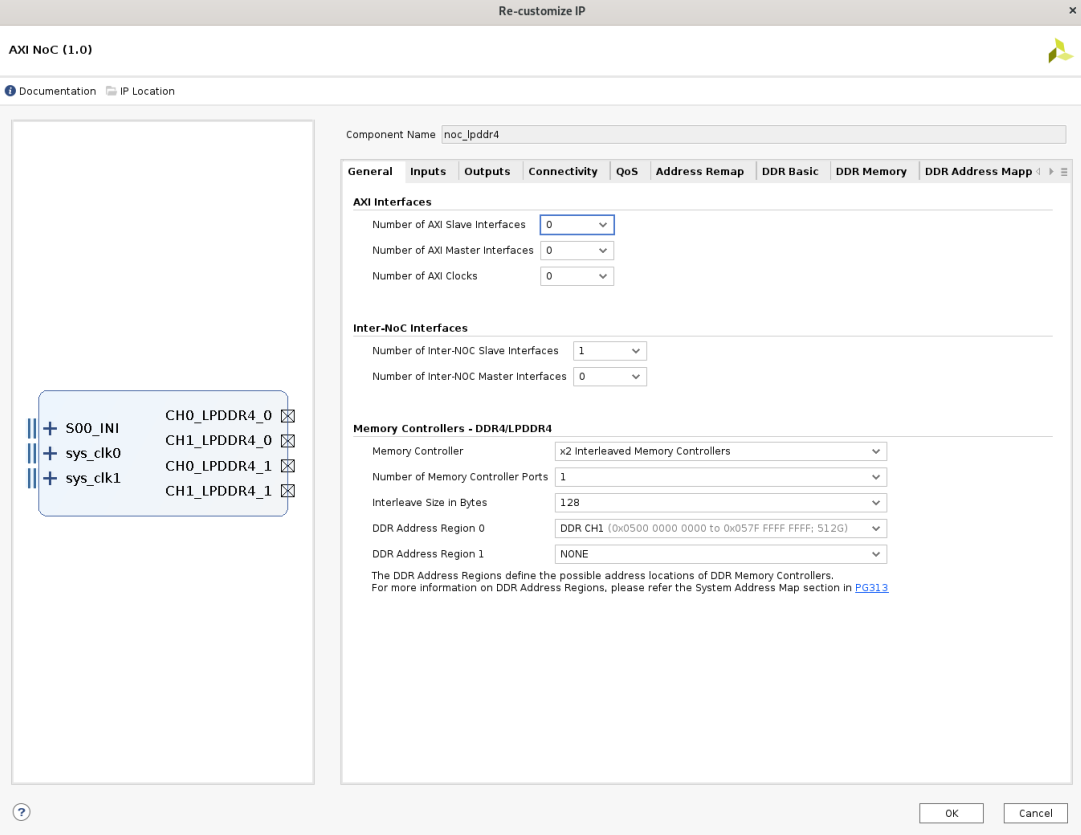 Re-customize IP
×
AXI NoC (1.0)
Documentation IP Location
Component Name noc_lpddr4
General Inputs Outputs Connectivity QoS Address Remap DDR Basic DDR Memory DDR Address Mapp
AXI Interfaces
Number of AXI Slave Interfaces 0
Number of AXI Master Interfaces 0
Number of AXI Clocks 0
Inter-NoC Interfaces
Number of Inter-NOC Slave Interfaces 1
Number of Inter-NOC Master Interfaces 0
S00_INI
sys_clk0
sys_clk1
CH0_LPDDR4_0
CH1_LPDDR4_0
CH0_LPDDR4_1
CH1_LPDDR4_1
Memory Controllers - DDR4/LPDDR4
Memory Controller x2 Interleaved Memory Controllers
Number of Memory Controller Ports 1
Interleave Size in Bytes 128
DDR Address Region 0 DDR CH1 (0x0500 0000 0000 to 0x057F FFFF FFFF; 512G)
DDR Address Region 1 NONE
The DDR Address Regions define the possible address locations of DDR Memory Controllers.
For more information on DDR Address Regions, please refer the System Address Map section in PG313
?
OK Cancel